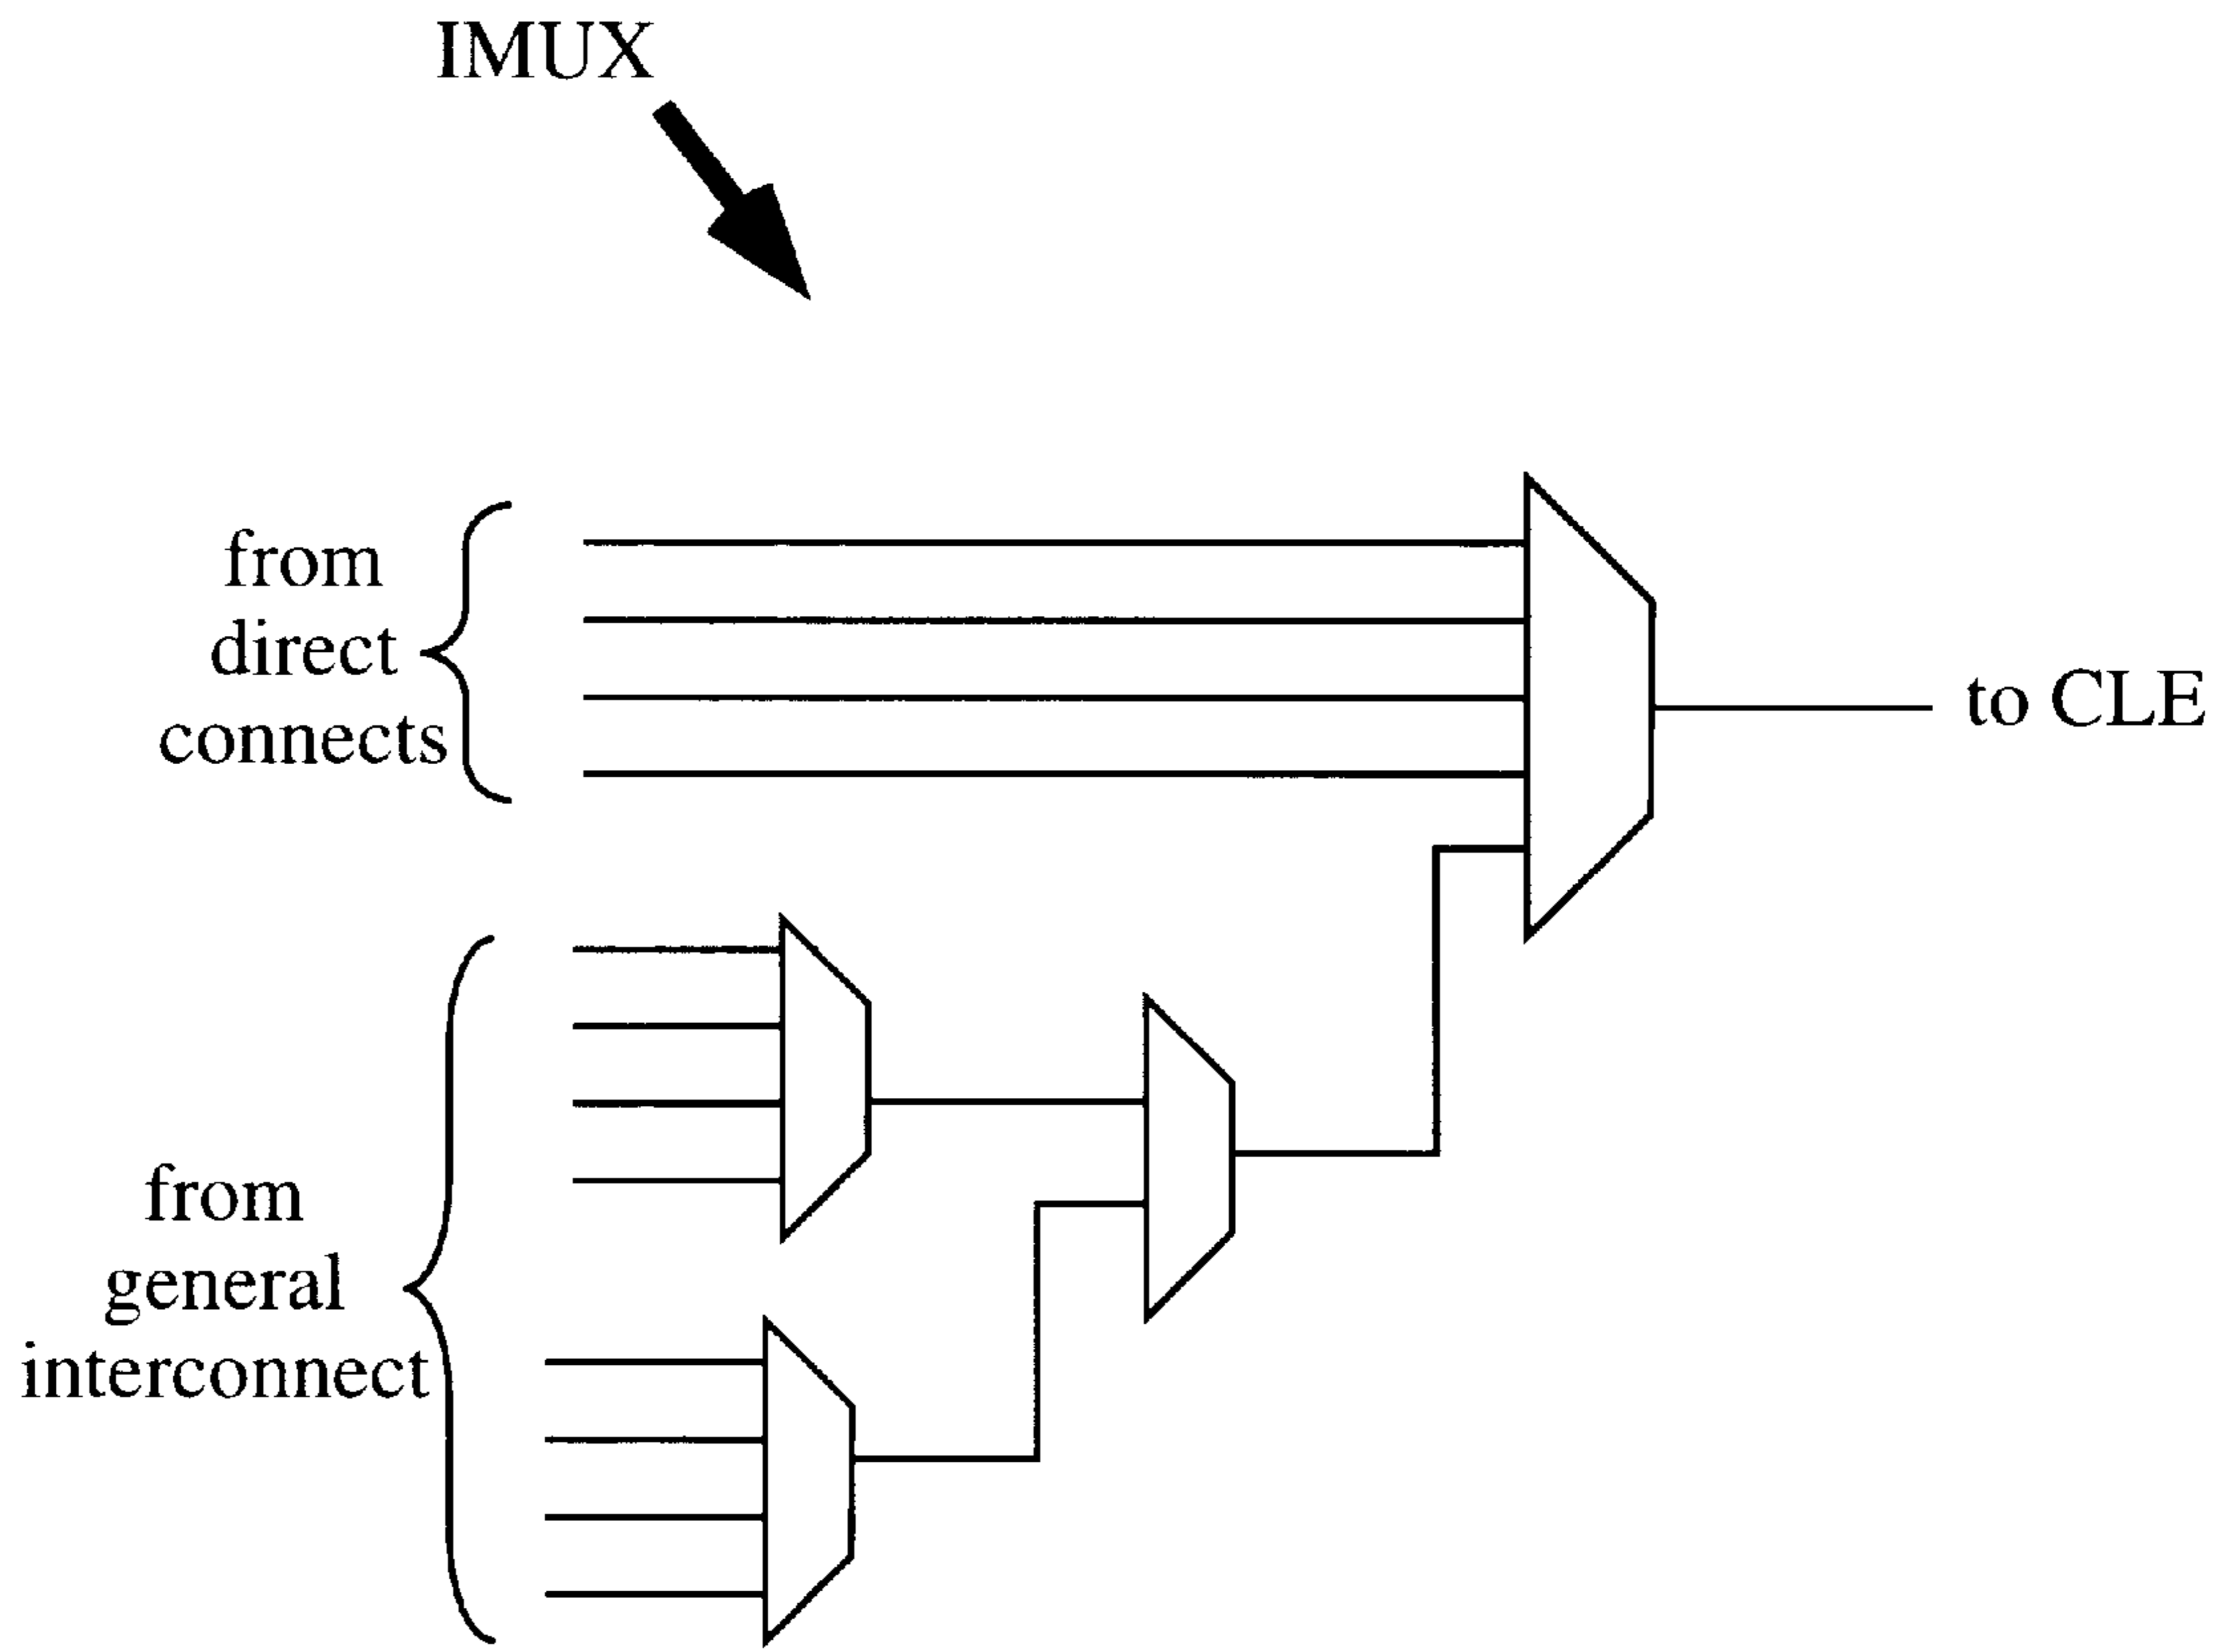 IMUX
from
direct
connects
to CLE
from
general
interconnect